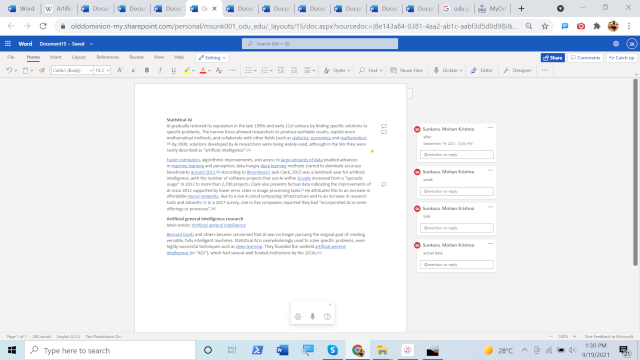 Word
Artifi
Docu
Docu
Docu
Do
Docu
Docu
Docu
Docu
Docu
edu p
MyOD
olddominion-my.sharepoint.com/personal/msunk001_odu_edu/_layouts/15/doc.aspx?sourcedoc={8e143a84-0381-4aa2-ab1c-aabf3d5d0d98}&
Word Document15 - Saved
Search (Alt + Q)
SK
File Home Insert Layout References Review View Help Editing
Share Comments Catch up
Calibri (Body) 10.5 Styles Find Reuse Files Dictate Editor Designer
Statistical AI
AI gradually restored its reputation in the late 1990s and early 21st century by finding specific solutions to
specific problems. The narrow focus allowed researchers to produce verifiable results, exploit more
mathematical methods, and collaborate with other fields (such as statistics, economics and mathematics).
By 2000, solutions developed by AI researchers were being widely used, although in the 90s they were
rarely described as "artificial intelligence".
Faster computers, algorithmic improvements, and access to large amounts of data enabled advances
in machine learning and perception; data-hungry deep learning methods started to dominate accuracy
benchmarks around 2012. According to Bloomberg's Jack Clark, 2015 was a landmark year for artificial
intelligence, with the number of software projects that use AI within Google increased from a "sporadic
usage" in 2012 to more than 2,700 projects. Clark also presents factual data indicating the improvements of
AI since 2012 supported by lower error rates in image processing tasks. He attributes this to an increase in
affordable neural networks, due to a rise in cloud computing infrastructure and to an increase in research
tools and datasets. In a 2017 survey, one in five companies reported they had "incorporated AI in some
offerings or processes".
Artificial general intelligence research
Main article: Artificial general intelligence
Bernard Goetz and others became concerned that AI was no longer pursuing the original goal of creating
versatile, fully intelligent machines. Statistical AI is overwhelmingly used to solve specific problems, even
highly successful techniques such as deep learning. They founded the subfield artificial general
intelligence (or "AGI"), which had several well-funded institutions by the 2010s.
Sunkara, Mohan Krishna
after
September 19, 2021, 12:05 PM
@mention or reply
Sunkara, Mohan Krishna
small
@mention or reply
Sunkara, Mohan Krishna
task
@mention or reply
Sunkara, Mohan Krishna
actual data
@mention or reply
Page 1 of 1 English (U.S.) Text Predictions: On
100% Give Feedback to Microsoft
Type here to search
28°C
1:30 PM
9/19/2021